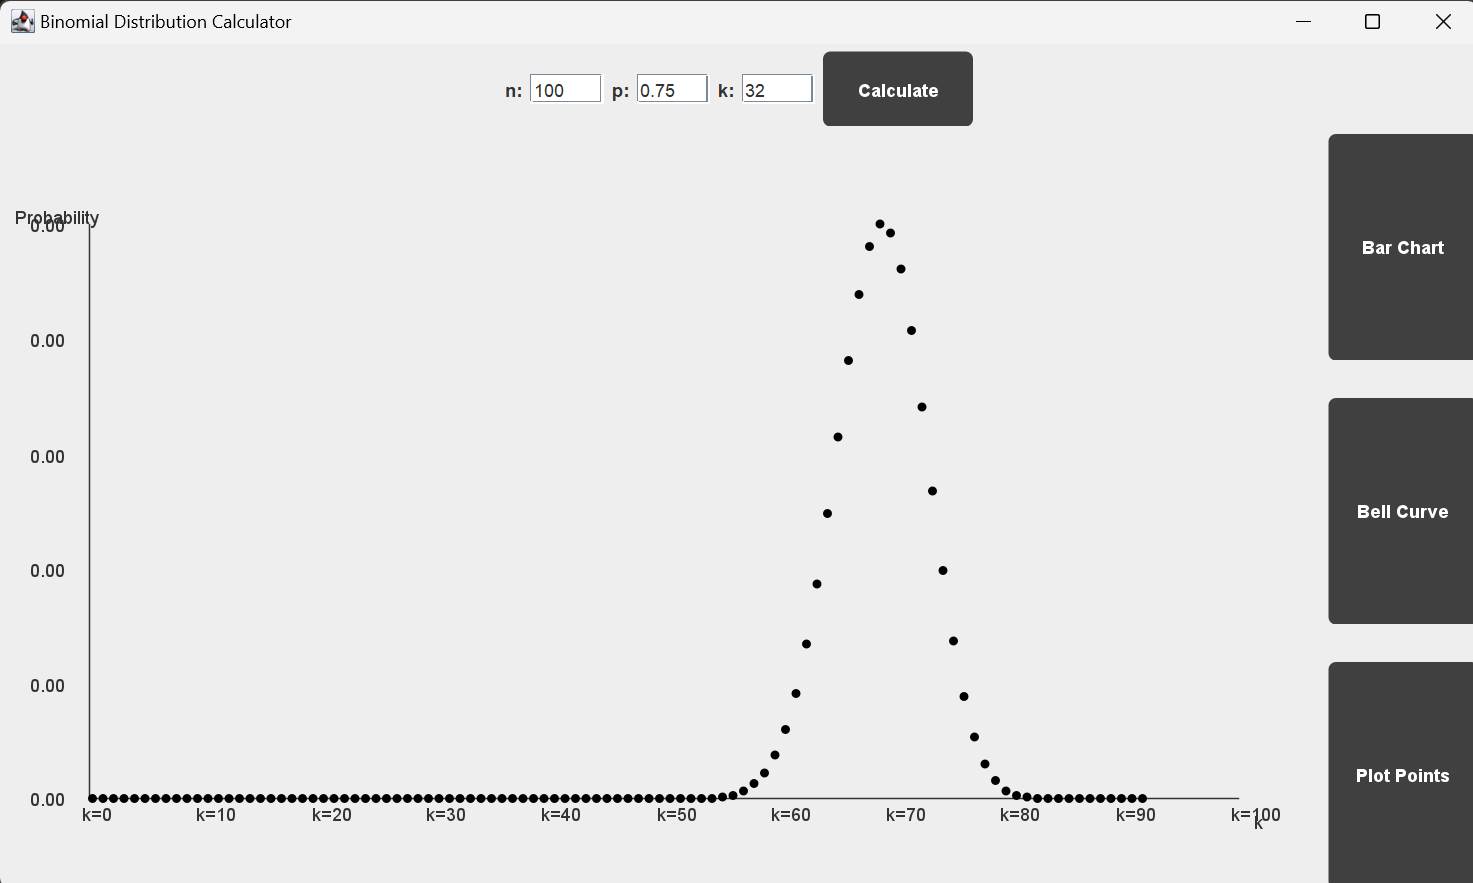 Binomial Distribution Calculator
n: 100 p: 0.75 k: 32 Calculate
Bar Chart
Probability
0.00
0.00
0.00
Bell Curve
0.00
0.00
Plot Points
0.00
k=0 k=10 k=20 k=30 k=40 k=50 k=60 k=70 k=80 k=90 k=100
k